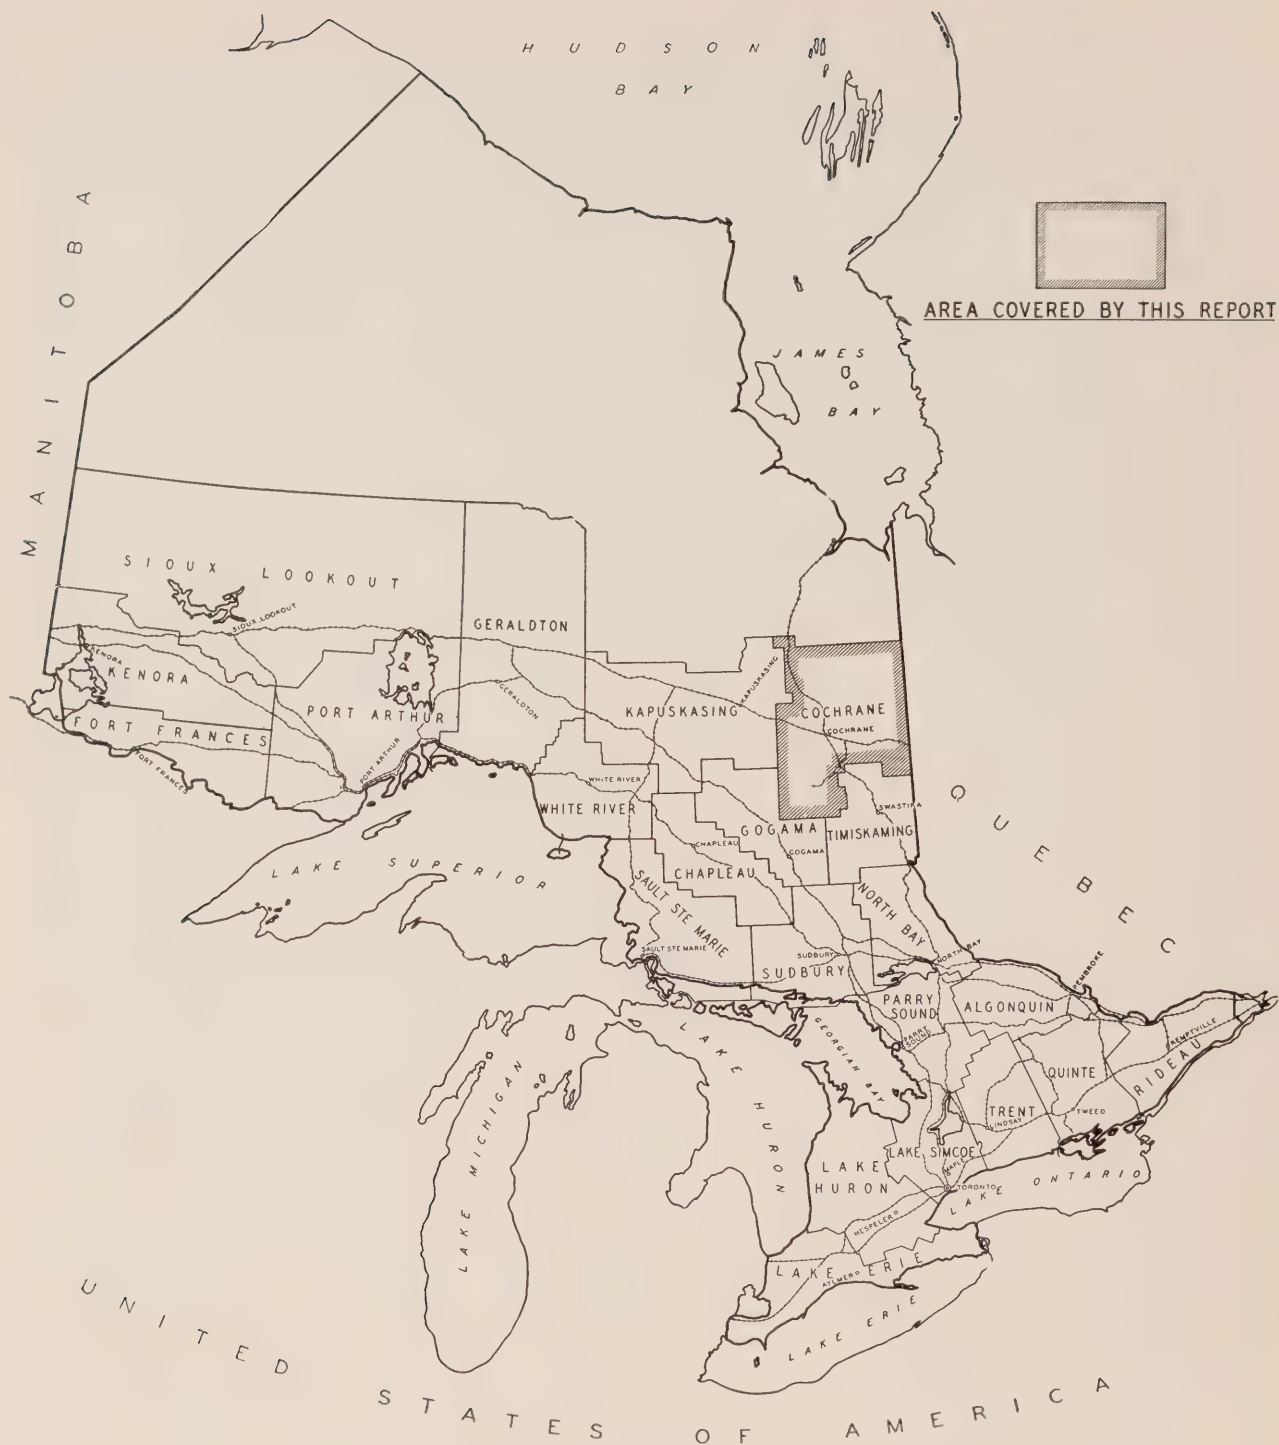 HUDSON
BAY
MANITOBA
AREA COVERED BY THIS REPORT
JAMES
BAY
SIOUX LOOKOUT
SIOUX LOOKOUT
GERALDTON
KENORA
KENORA
PORT ARTHUR
GERALDTON
KAPUSKASING
KAPUSKASING
COCHRANE
COCHRANE
FORT FRANCES
FORT FRANCES
PORT ARTHUR
WHITE RIVER
WHITE RIVER
SWASTIKA
GOGAMA
TIMISKAMING
CHAPLEAU
GOGAMA
CHAPLEAU
QUEBEC
LAKE SUPERIOR
SAULT STE MARIE
NORTH BAY
SAULT STE MARIE
SUDBURY
NORTH BAY
SUDBURY
PEMBROKE
PARRY
SOUND
ALGONQUIN
PARRY
SOUND
KEMPTVILLE
RIDEAU
GEORGIAN BAY
LAKE HURON
LAKE MICHIGAN
QUINTE
TRENT
LINDSAY
TWEED
LAKE SIMCOE
MAPLE
LAKE
HURON
TORONTO
LAKE ONTARIO
HESPELER
LAKE ERIE
AYLMER
LAKE ERIE
UNITED STATES OF AMERICA